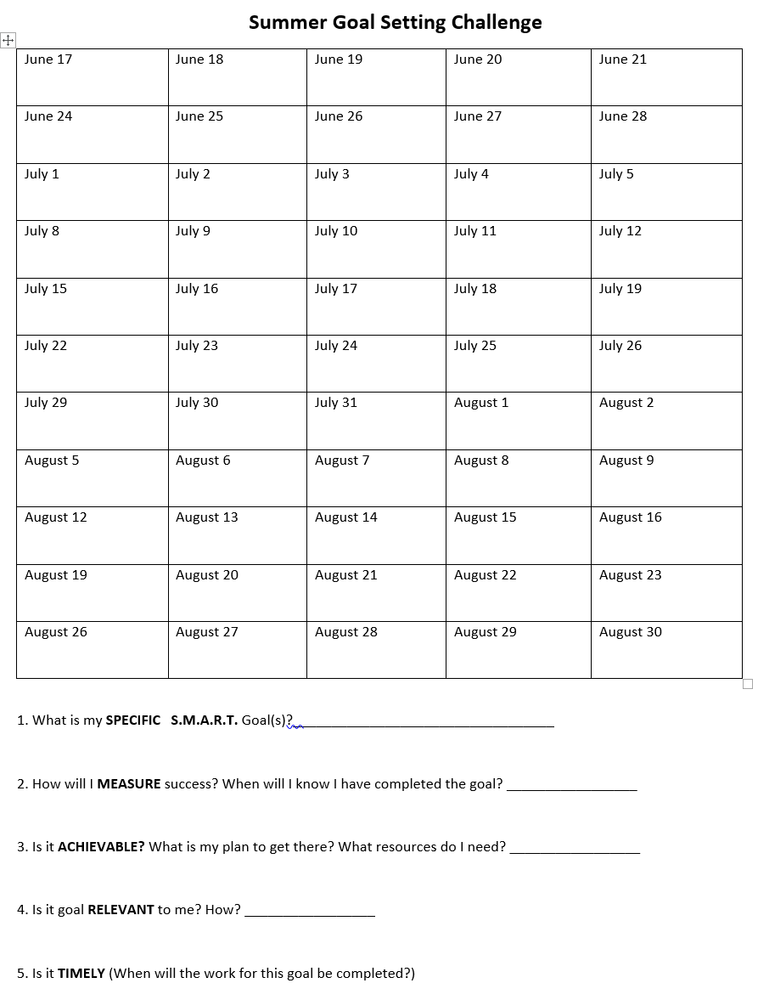 Summer Goal Setting Challenge
June 17 June 18 June 19 June 20 June 21
June 24 June 25 June 26 June 27 June 28
July 1 July 2 July 3 July 4 July 5
July 8 July 9 July 10 July 11 July 12
July 15 July 16 July 17 July 18 July 19
July 22 July 23 July 24 July 25 July 26
July 29 July 30 July 31 August 1 August 2
August 5 August 6 August 7 August 8 August 9
August 12 August 13 August 14 August 15 August 16
August 19 August 20 August 21 August 22 August 23
August 26 August 27 August 28 August 29 August 30
1. What is my SPECIFIC S.M.A.R.T. Goal(s)?__________________________________
2. How will I MEASURE success? When will I know I have completed the goal? _________________
3. Is it ACHIEVABLE? What is my plan to get there? What resources do I need? _________________
4. Is it goal RELEVANT to me? How? _________________
5. Is it TIMELY (When will the work for this goal be completed?)